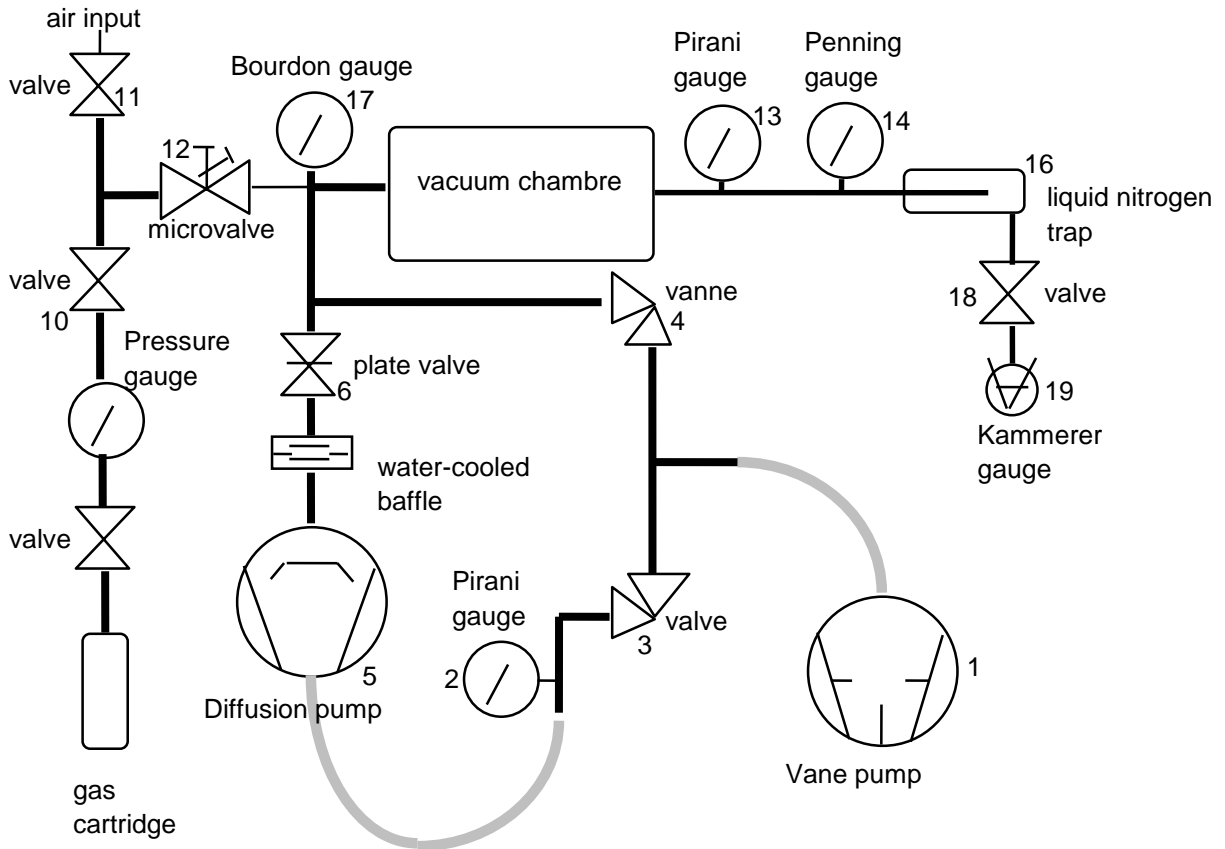 air input
valve
11
Bourdon gauge
17
Pirani
gauge
13
Penning
gauge
14
12
microvalve
vacuum chambre
16
liquid nitrogen
trap
valve
10
vanne
4
18
valve
Pressure
gauge
plate valve
6
19
Kammerer
gauge
water-cooled
baffle
valve
Pirani
gauge
2
valve
3
1
5
Diffusion pump
Vane pump
gas
cartridge